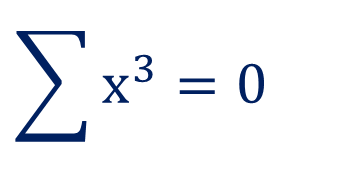 ∑ x³ = 0